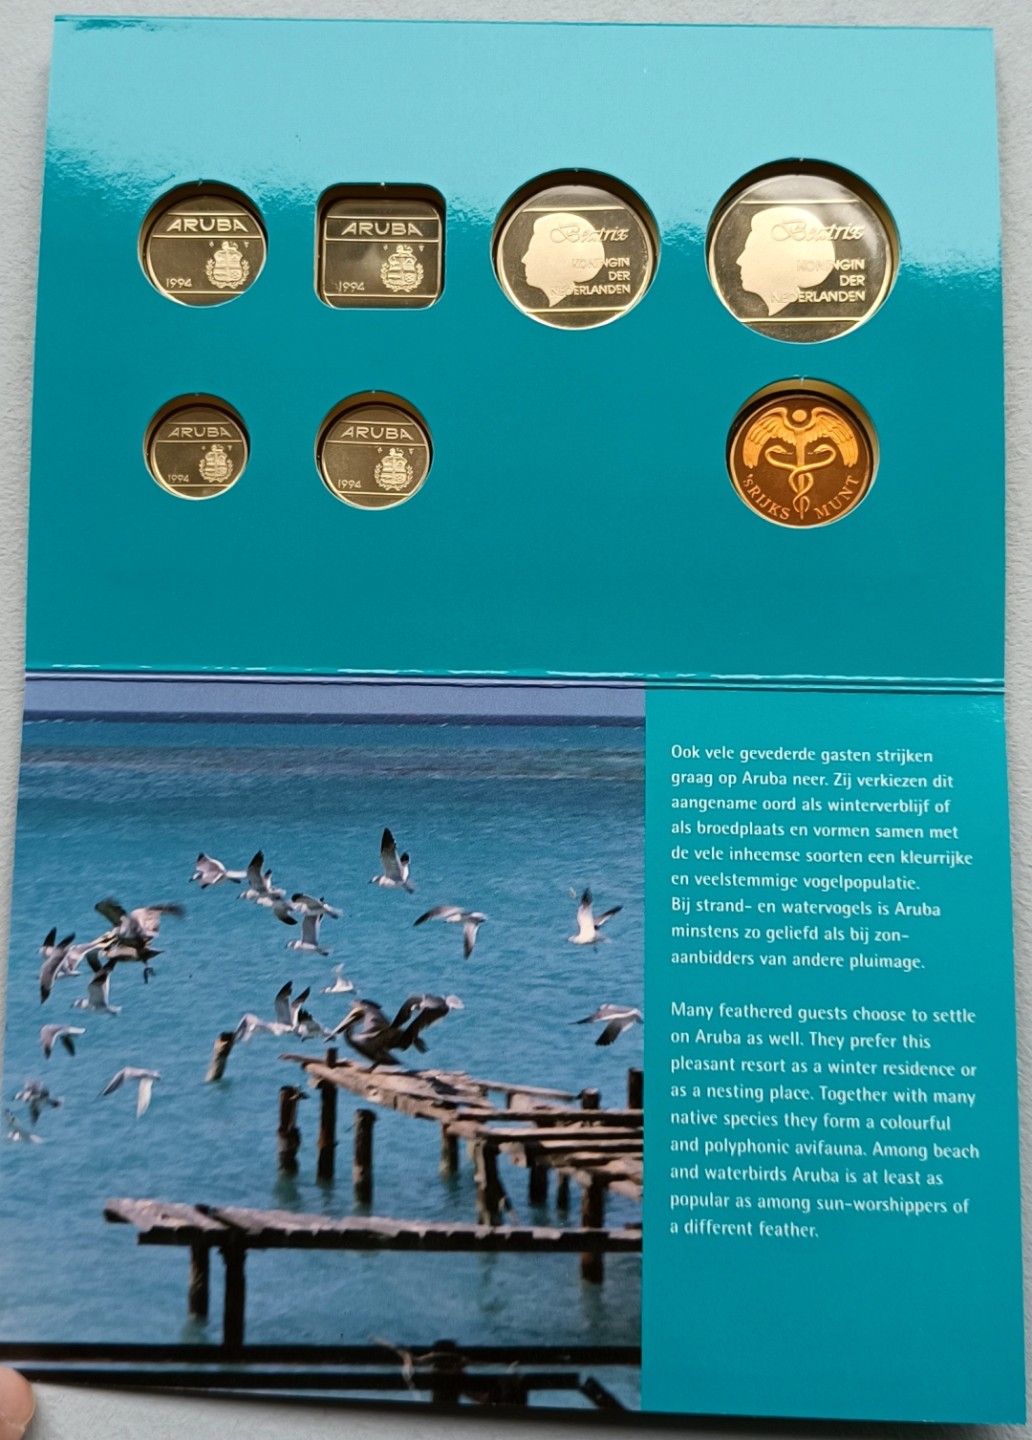 ARUBA
1994
ARUBA
1994
Beatrix
KONINGIN
DER
NEDERLANDEN
Beatrix
KONINGIN
DER
NEDERLANDEN
ARUBA
1994
ARUBA
1994
'SRIJKS MUNT
Ook vele gevederde gasten strijken
graag op Aruba neer. Zij verkiezen dit
aangename oord als winterverblijf of
als broedplaats en vormen samen met
de vele inheemse soorten een kleurrijke
en veelstemmige vogelpopulatie.
Bij strand- en watervogels is Aruba
minstens zo geliefd als bij zon-
aanbidders van andere pluimage.
Many feathered guests choose to settle
on Aruba as well. They prefer this
pleasant resort as a winter residence or
as a nesting place. Together with many
native species they form a colourful
and polyphonic avifauna. Among beach
and waterbirds Aruba is at least as
popular as among sun-worshippers of
a different feather.